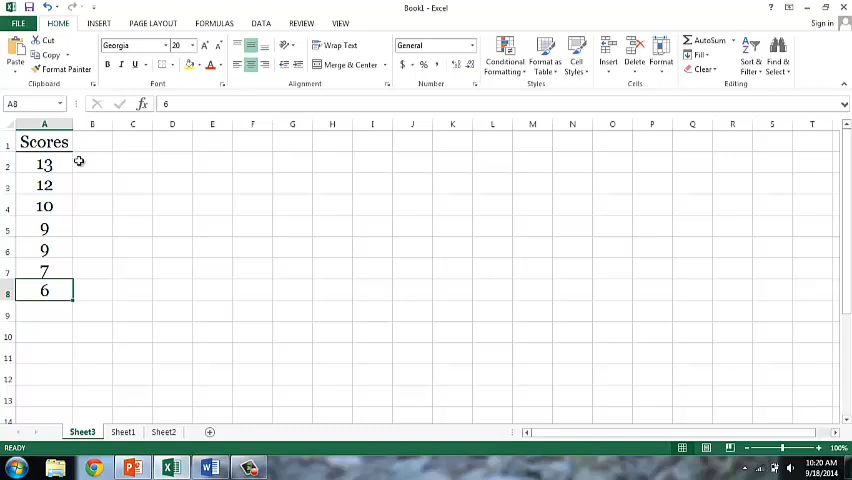 Book1 - Excel
FILE HOME INSERT PAGE LAYOUT FORMULAS DATA REVIEW VIEW Sign in
Cut Georgia 20 Wrap Text General AutoSum
Paste Copy B I U Merge & Center $ % Conditional Formatting Format as Table Cell Styles Insert Delete Format Fill Sort & Filter Find & Select
Format Painter Clear
Clipboard Font Alignment Number Styles Cells Editing
A8 fx 6
A B C D E F G H I J K L M N O P Q R S T
1 Scores
2 13
3 12
4 10
5 9
6 9
7 7
8 6
9
10
11
12
13
14
Sheet3 Sheet1 Sheet2
READY 100%
10:20 AM
9/18/2014